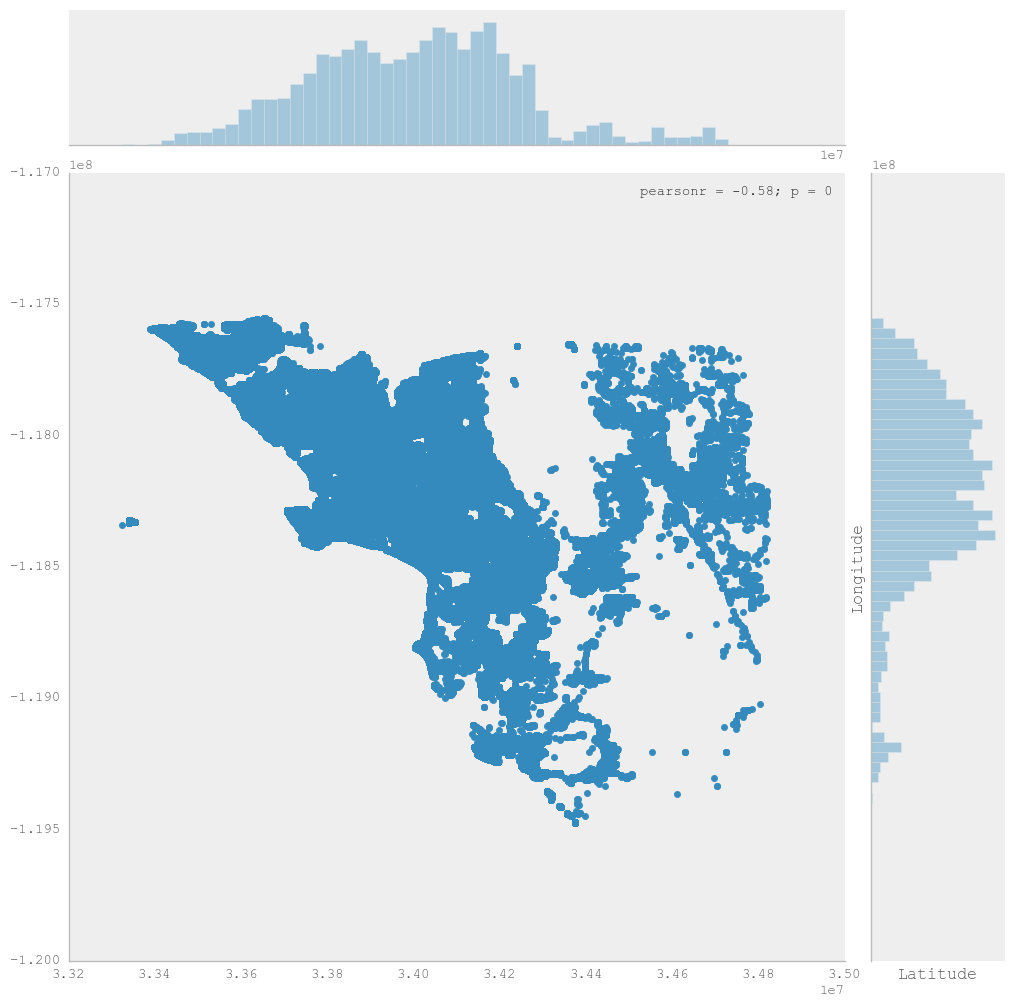 1e7
1e8
1e8
pearsonr = -0.58; p = 0
-1.170
-1.175
-1.180
-1.185
-1.190
-1.195
-1.200
Longitude
3.32 3.34 3.36 3.38 3.40 3.42 3.44 3.46 3.48 3.50
1e7
Latitude